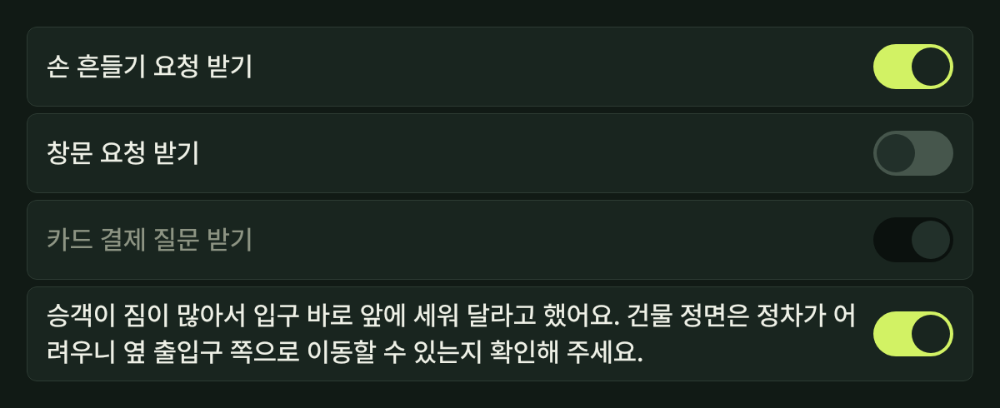 손 흔들기 요청 받기
창문 요청 받기
카드 결제 질문 받기
승객이 짐이 많아서 입구 바로 앞에 세워 달라고 했어요. 건물 정면은 정차가 어
려우니 옆 출입구 쪽으로 이동할 수 있는지 확인해 주세요.